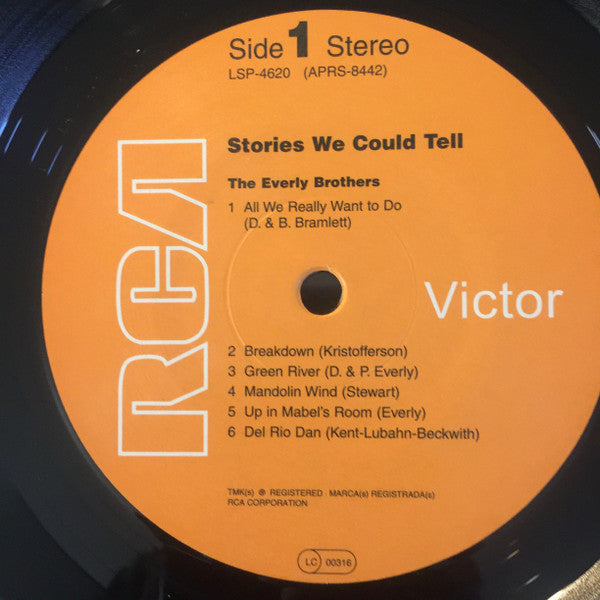 Side 1 Stereo
LSP-4620 (APRS-8442)
Stories We Could Tell
The Everly Brothers
1 All We Really Want to Do
(D. & B. Bramlett)
RCA
Victor
2 Breakdown (Kristofferson)
3 Green River (D. & P. Everly)
4 Mandolin Wind (Stewart)
5 Up in Mabel's Room (Everly)
6 Del Rio Dan (Kent-Lubahn-Beckwith)
TMK(s) ® REGISTERED · MARCA(s) REGISTRADA(s)
RCA CORPORATION
LC 00316